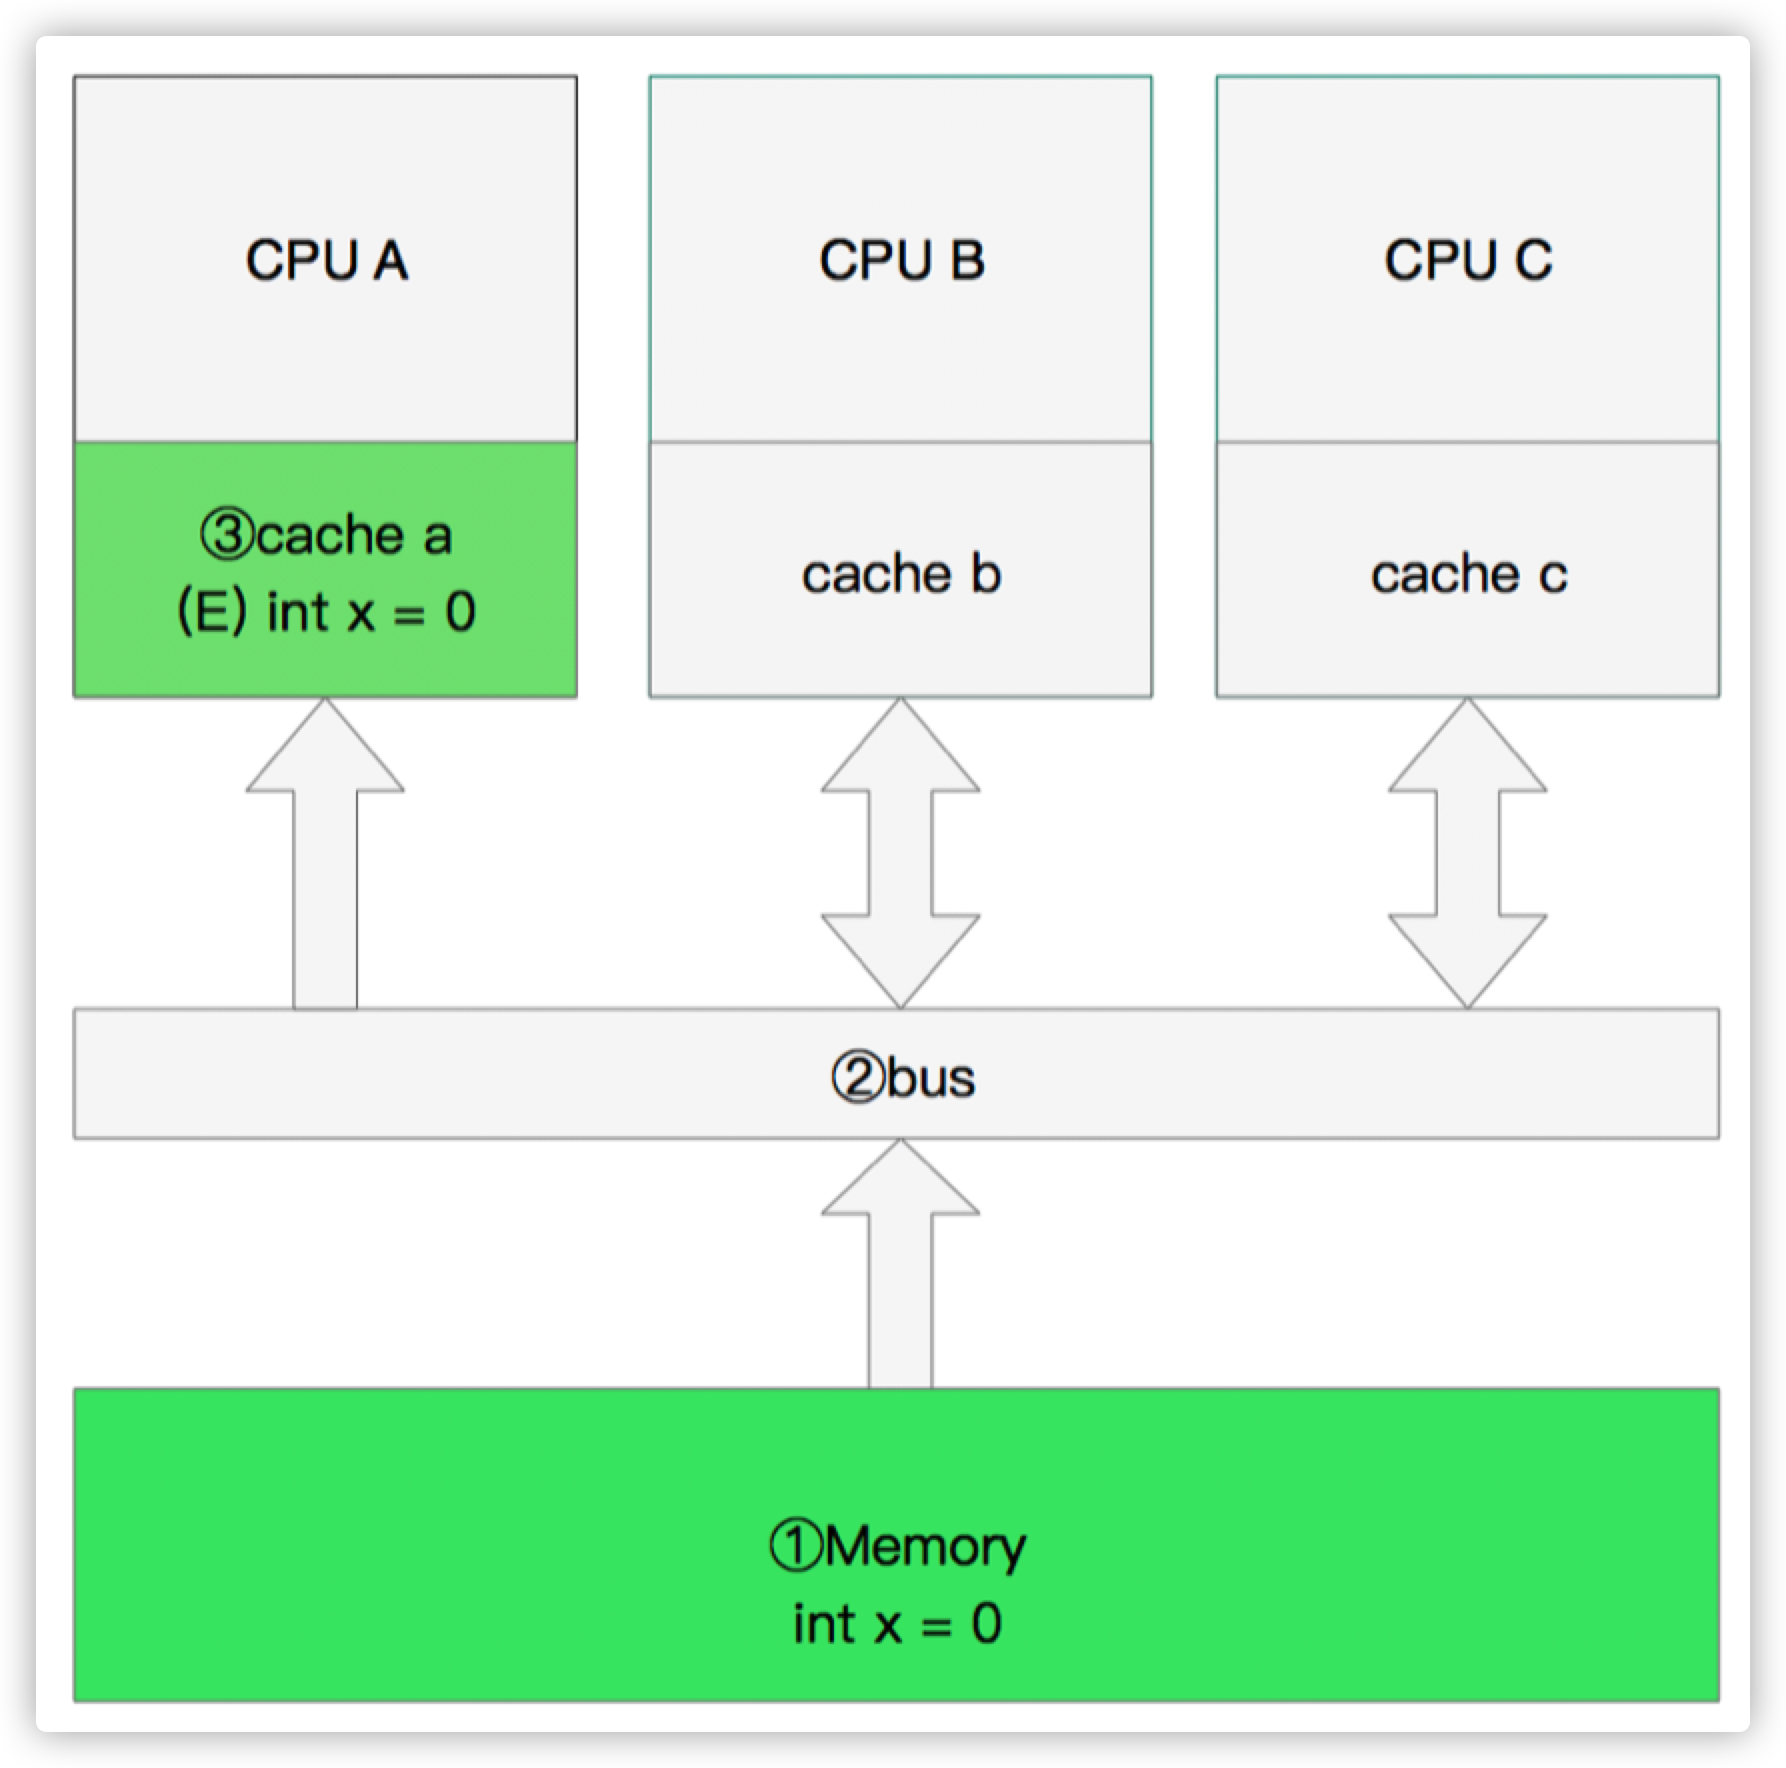 CPU A
CPU B
CPU C
③cache a
(E) int x = 0
cache b
cache c
②bus
①Memory
int x = 0